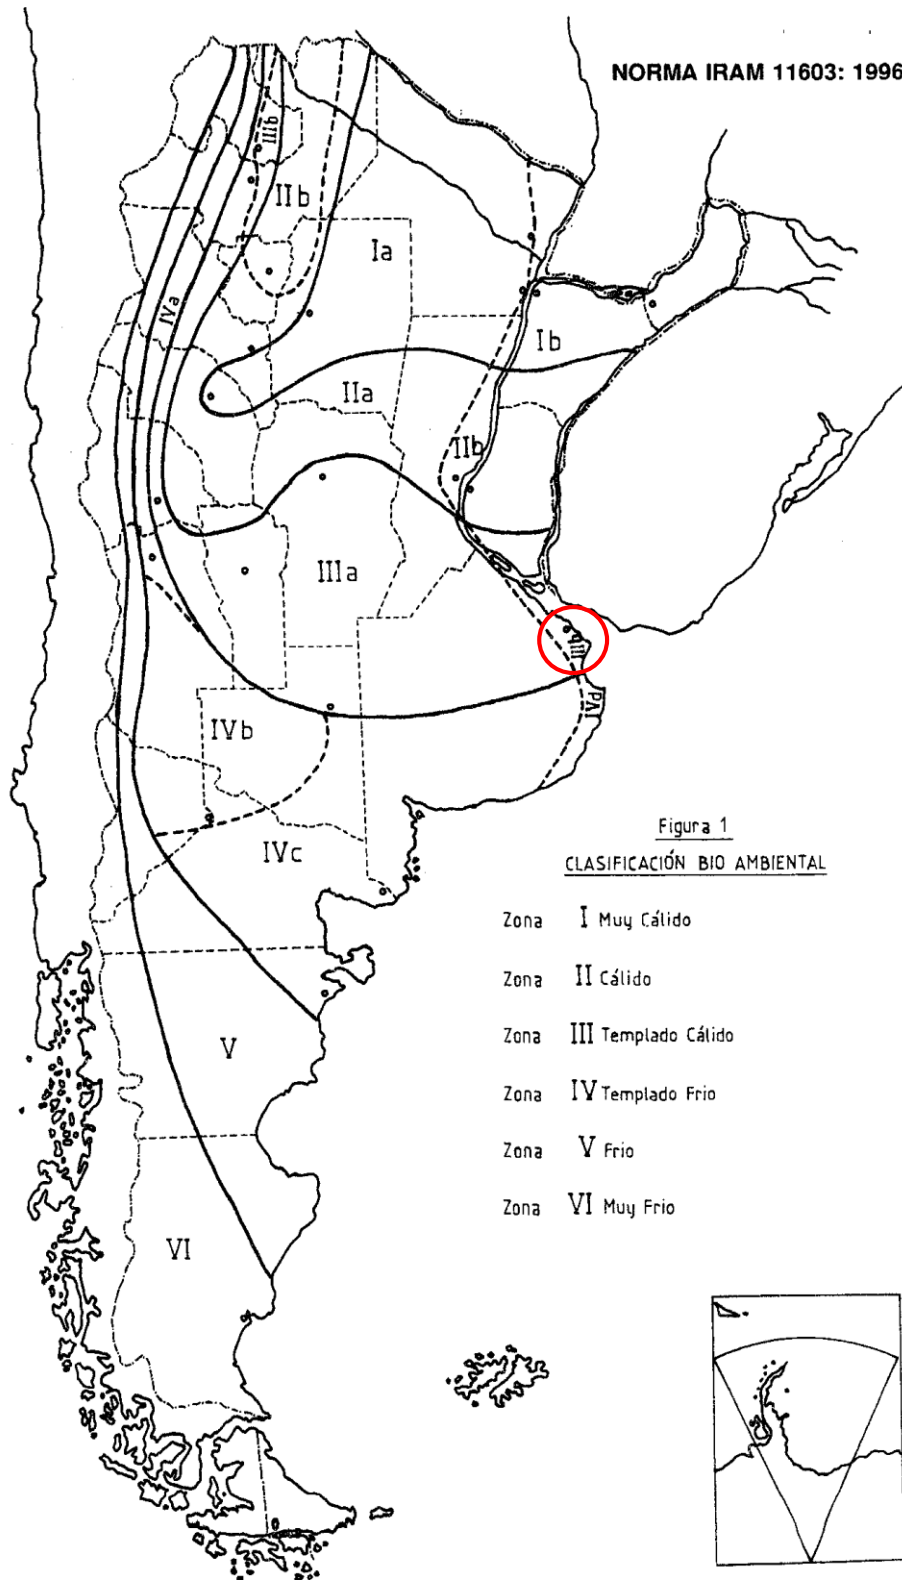 NORMA IRAM 11603: 1996
IIIb
IIb
Ia
IVa
Ib
IIa
IIb
IIIa
IIIb
IVd
IVb
IVc
Figura 1
CLASIFICACIÓN BIO AMBIENTAL
Zona I Muy Cálido
Zona II Cálido
Zona III Templado Cálido
Zona IV Templado Frio
Zona V Frio
Zona VI Muy Frio
V
VI